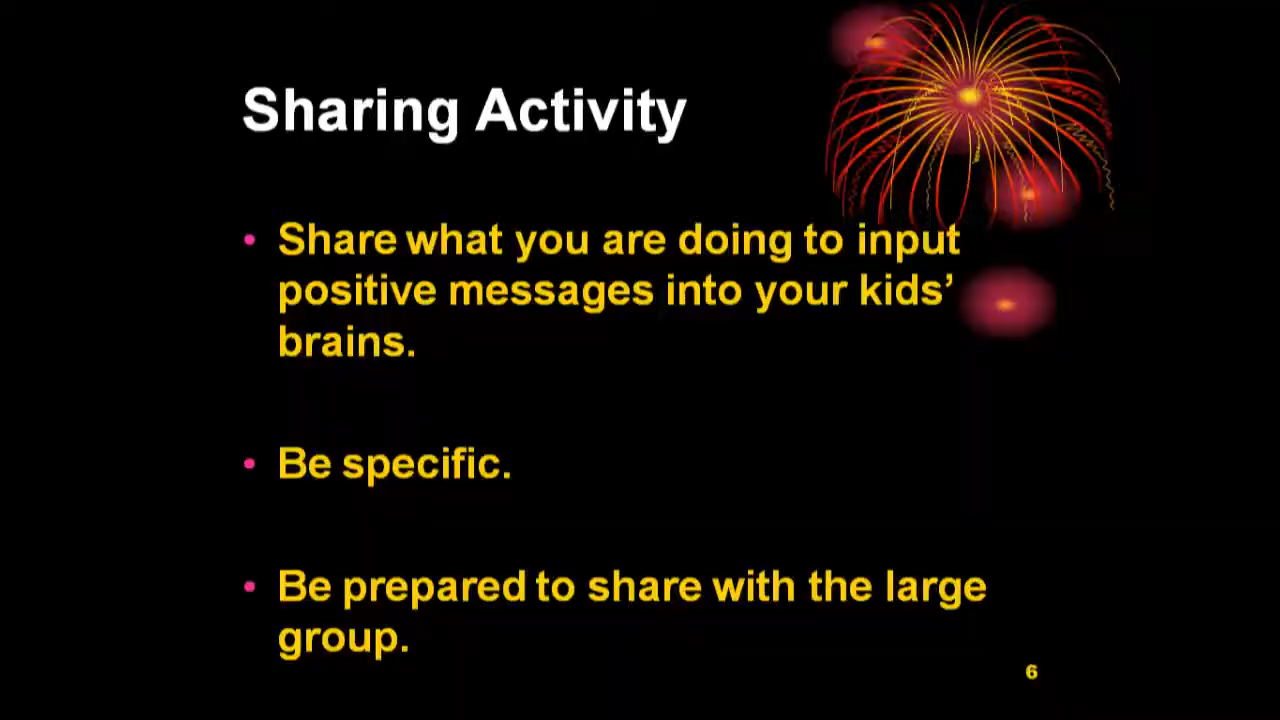 Sharing Activity
• Share what you are doing to input
positive messages into your kids’
brains.
• Be specific.
• Be prepared to share with the large
group.
6